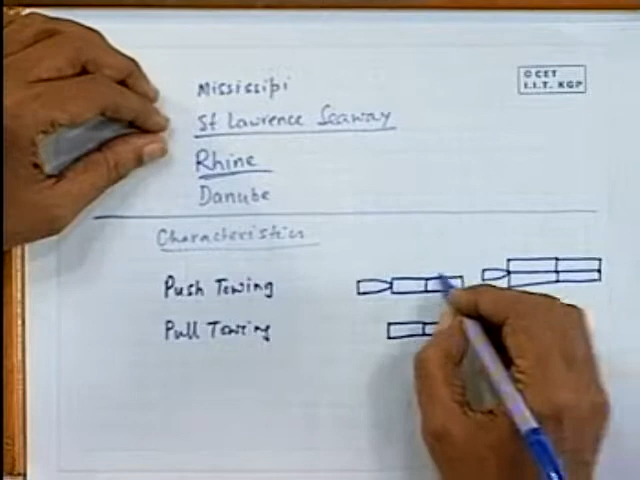 © CET
I.I.T. KGP
Mississipi
St Lawrence Seaway
Rhine
Danube
Characteristics
Push Towing
Pull Towing